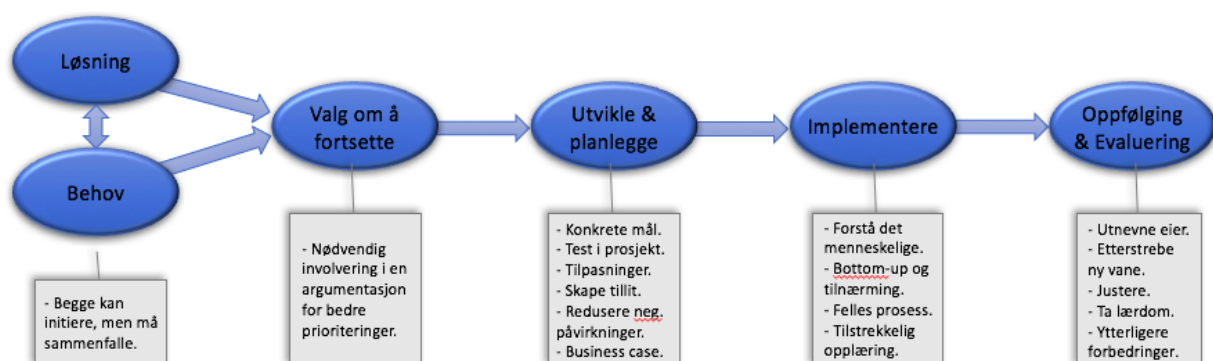 Løsning
Behov
Valg om å
fortsette
Utvikle &
planlegge
Implementere
Oppfølging
& Evaluering
- Begge kan
initiere, men må
sammenfalle.
- Nødvendig
involvering i en
argumentasjon
for bedre
prioriteringer.
- Konkrete mål.
- Test i prosjekt.
- Tilpasninger.
- Skape tillit.
- Redusere neg.
påvirkninger.
- Business case.
- Forstå det
menneskelige.
- Bottom-up og
tilnærming.
- Felles prosess.
- Tilstrekkelig
opplæring.
- Utnevne eier.
- Etterstrebe
ny vane.
- Justere.
- Ta lærdom.
- Ytterligere
forbedringer.